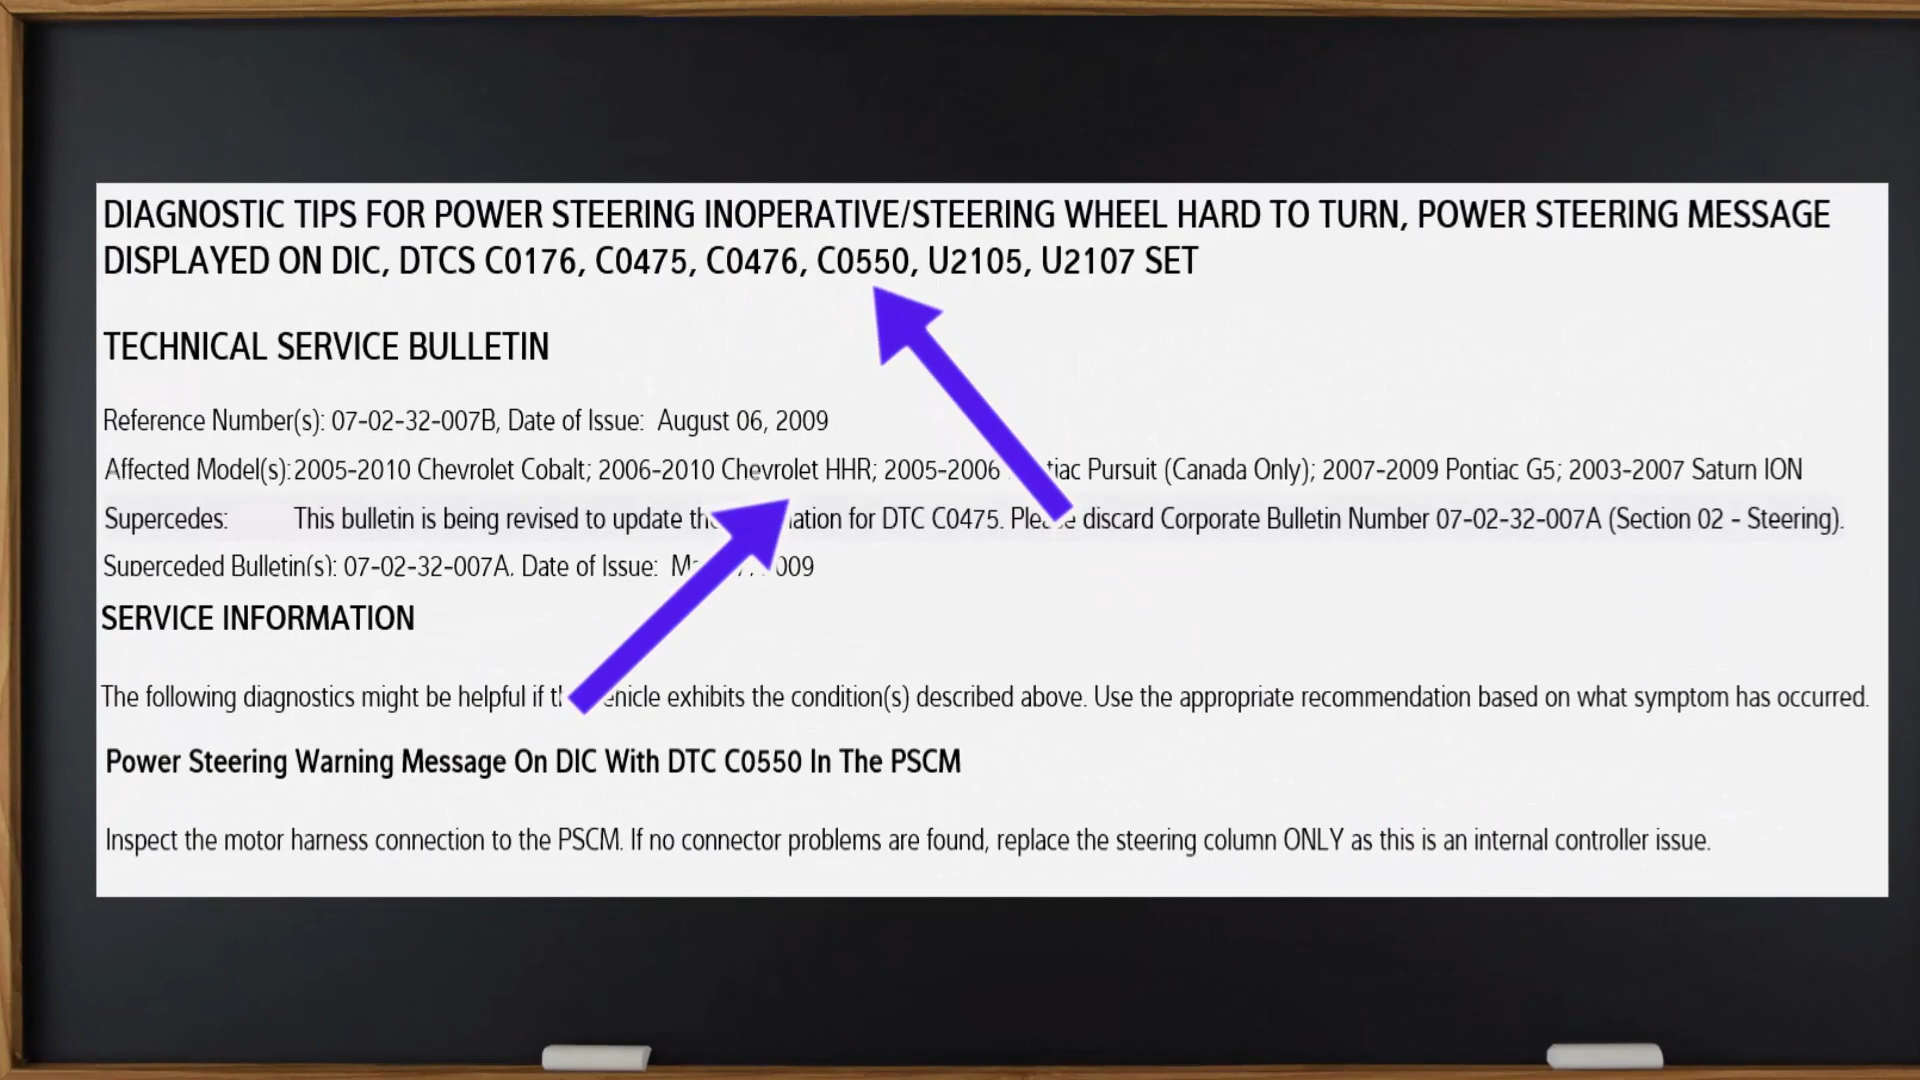 DIAGNOSTIC TIPS FOR POWER STEERING INOPERATIVE/STEERING WHEEL HARD TO TURN, POWER STEERING MESSAGE
DISPLAYED ON DIC, DTCS C0176, C0475, C0476, C0550, U2105, U2107 SET
TECHNICAL SERVICE BULLETIN
Reference Number(s): 07-02-32-007B, Date of Issue: August 06, 2009
Affected Model(s): 2005-2010 Chevrolet Cobalt; 2006-2010 Chevrolet HHR; 2005-2006 Pursuit (Canada Only); 2007-2009 Pontiac G5; 2003-2007 Saturn ION
Supercedes: This bulletin is being revised to update for DTC C0475. Please discard Corporate Bulletin Number 07-02-32-007A (Section 02 - Steering).
Superceded Bulletin(s): 07-02-32-007A, Date of Issue:
SERVICE INFORMATION
The following diagnostics might be helpful if exhibits the condition(s) described above. Use the appropriate recommendation based on what symptom has occurred.
Power Steering Warning Message On DIC With DTC C0550 In The PSCM
Inspect the motor harness connection to the PSCM. If no connector problems are found, replace the steering column ONLY as this is an internal controller issue.